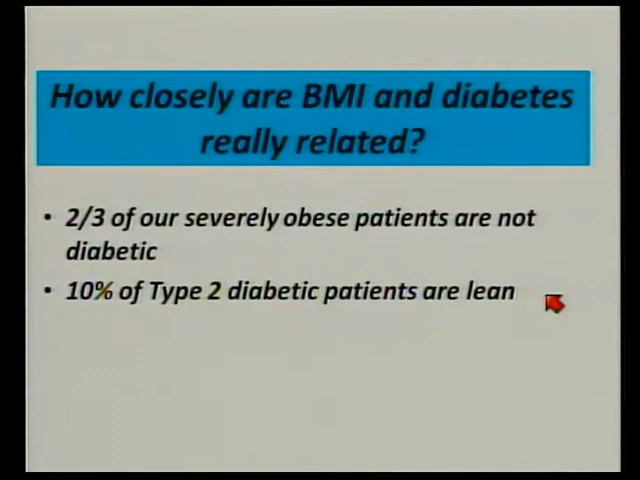 How closely are BMI and diabetes
really related?
• 2/3 of our severely obese patients are not
diabetic
• 10% of Type 2 diabetic patients are lean